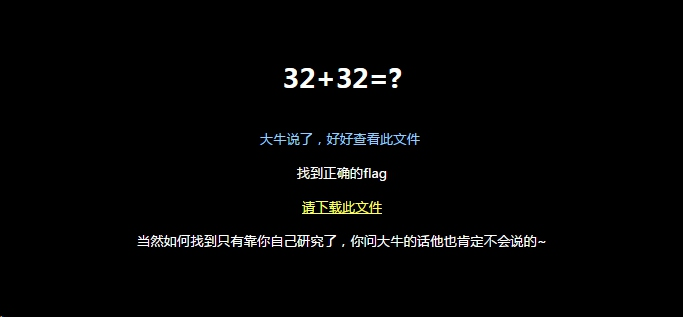 32+32=?
大牛说了，好好查看此文件
找到正确的flag
请下载此文件
当然如何找到只有靠你自己研究了，你问大牛的话他也肯定不会说的~